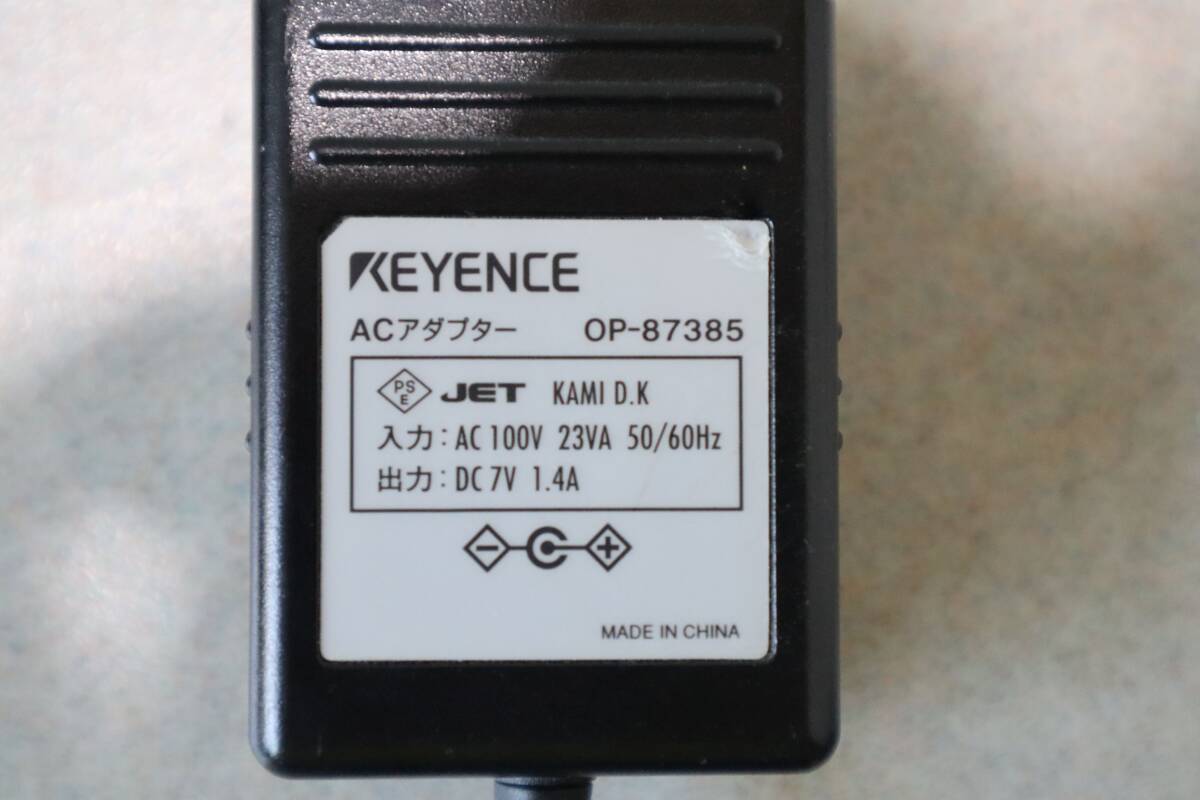 KEYENCE
ACアダプター OP-87385
PSE JET KAMI D.K
入力：AC 100V 23VA 50/60Hz
出力：DC 7V 1.4A
MADE IN CHINA